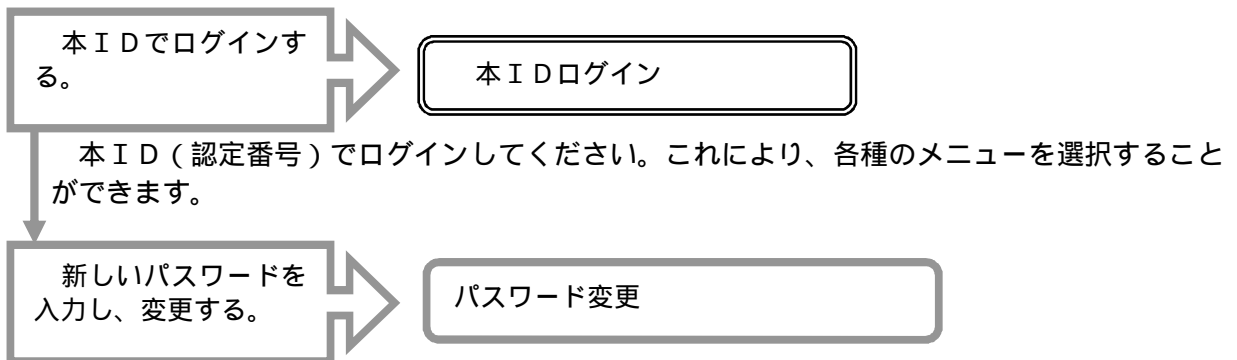 本ＩＤでログインす
る。
本ＩＤログイン
本ＩＤ（認定番号）でログインしてください。これにより、各種のメニューを選択すること
ができます。
新しいパスワードを
入力し、変更する。
パスワード変更